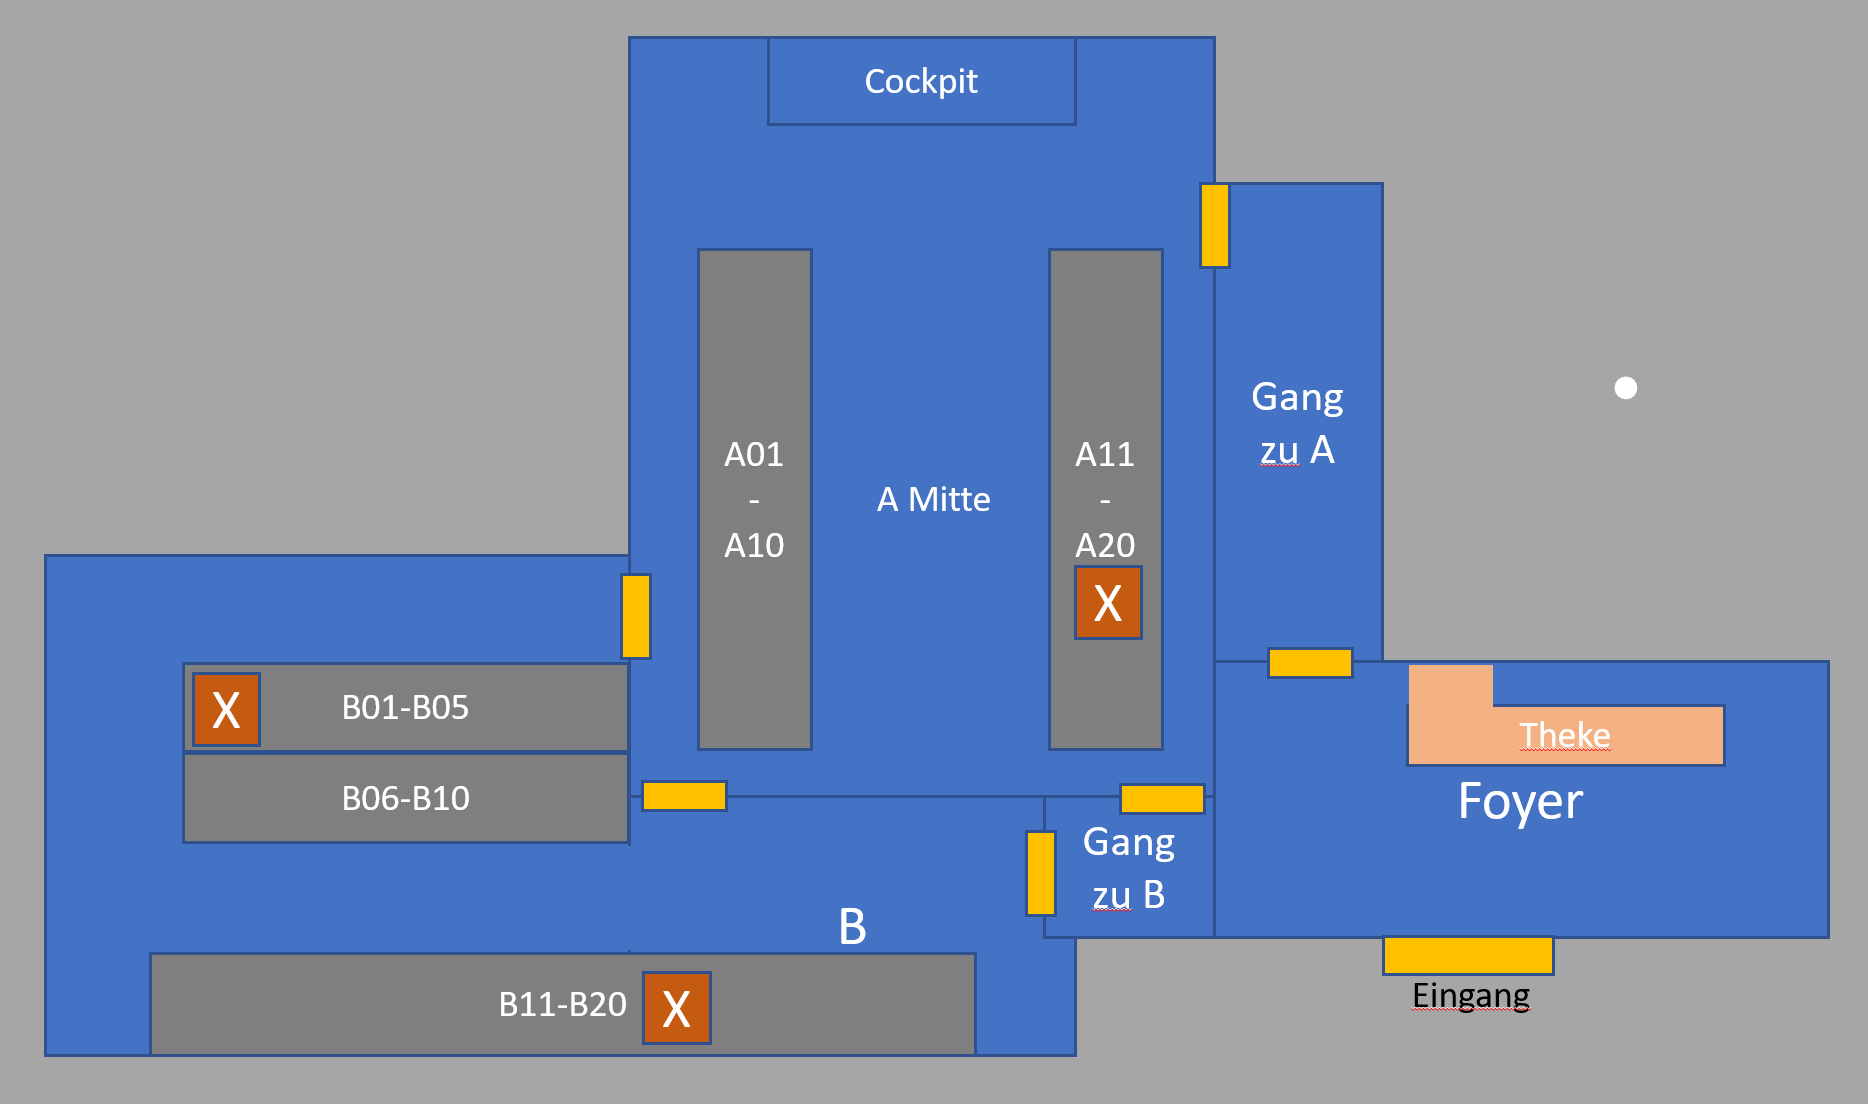 Cockpit
A01
-
A10
A Mitte
A11
-
A20
X
Gang
zu A
X
B01-B05
B06-B10
Theke
Foyer
Gang
zu B
B
B11-B20
X
Eingang